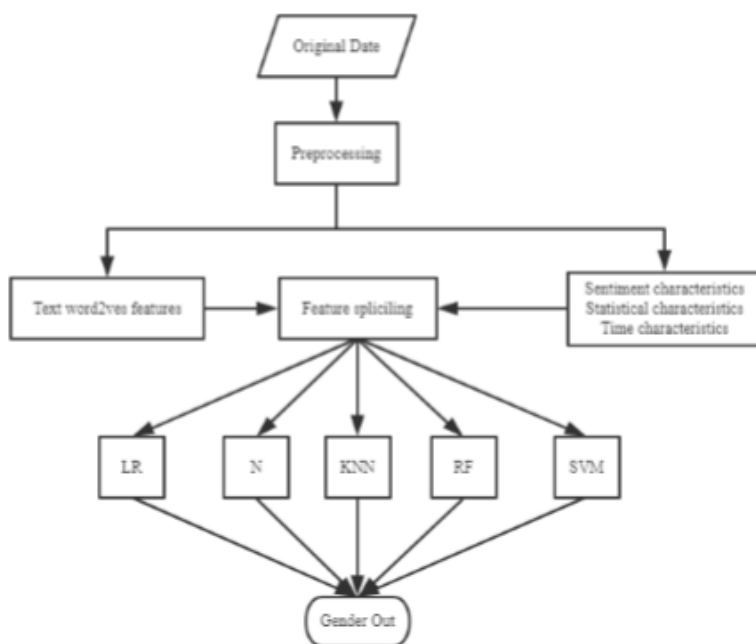 Original Date
Preprocessing
Text word2ves features
Feature spliciling
Sentiment characteristics
Statistical characteristics
Time characteristics
LR
N
KNN
RF
SVM
Gender Out